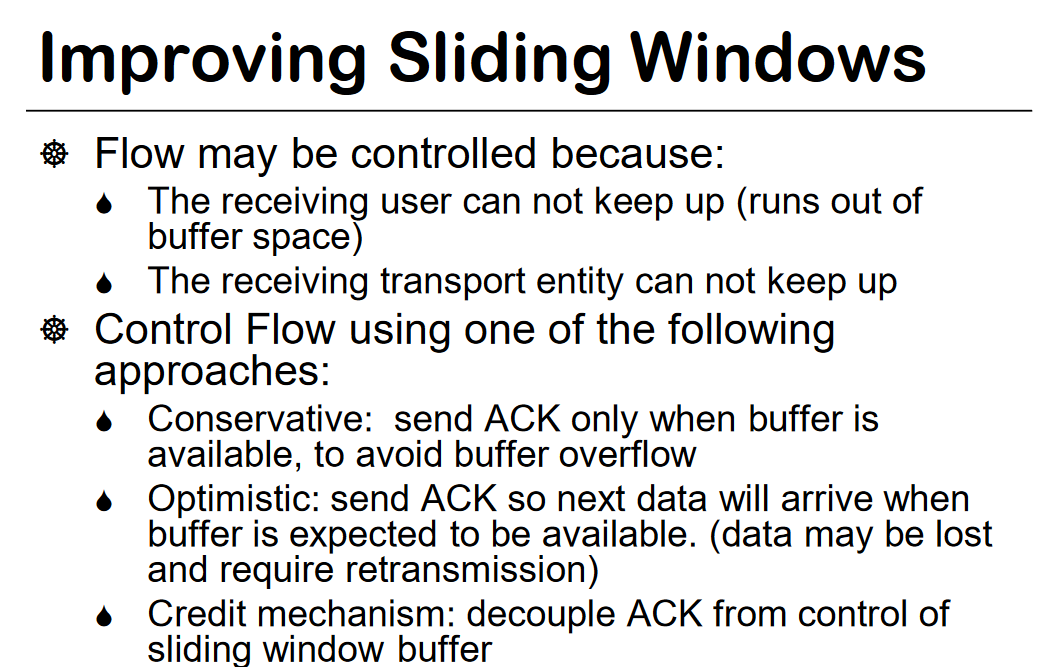 Improving Sliding Windows
Flow may be controlled because:
The receiving user can not keep up (runs out of
buffer space)
The receiving transport entity can not keep up
Control Flow using one of the following
approaches:
Conservative:  send ACK only when buffer is
available, to avoid buffer overflow
Optimistic: send ACK so next data will arrive when
buffer is expected to be available. (data may be lost
and require retransmission)
Credit mechanism: decouple ACK from control of
sliding window buffer